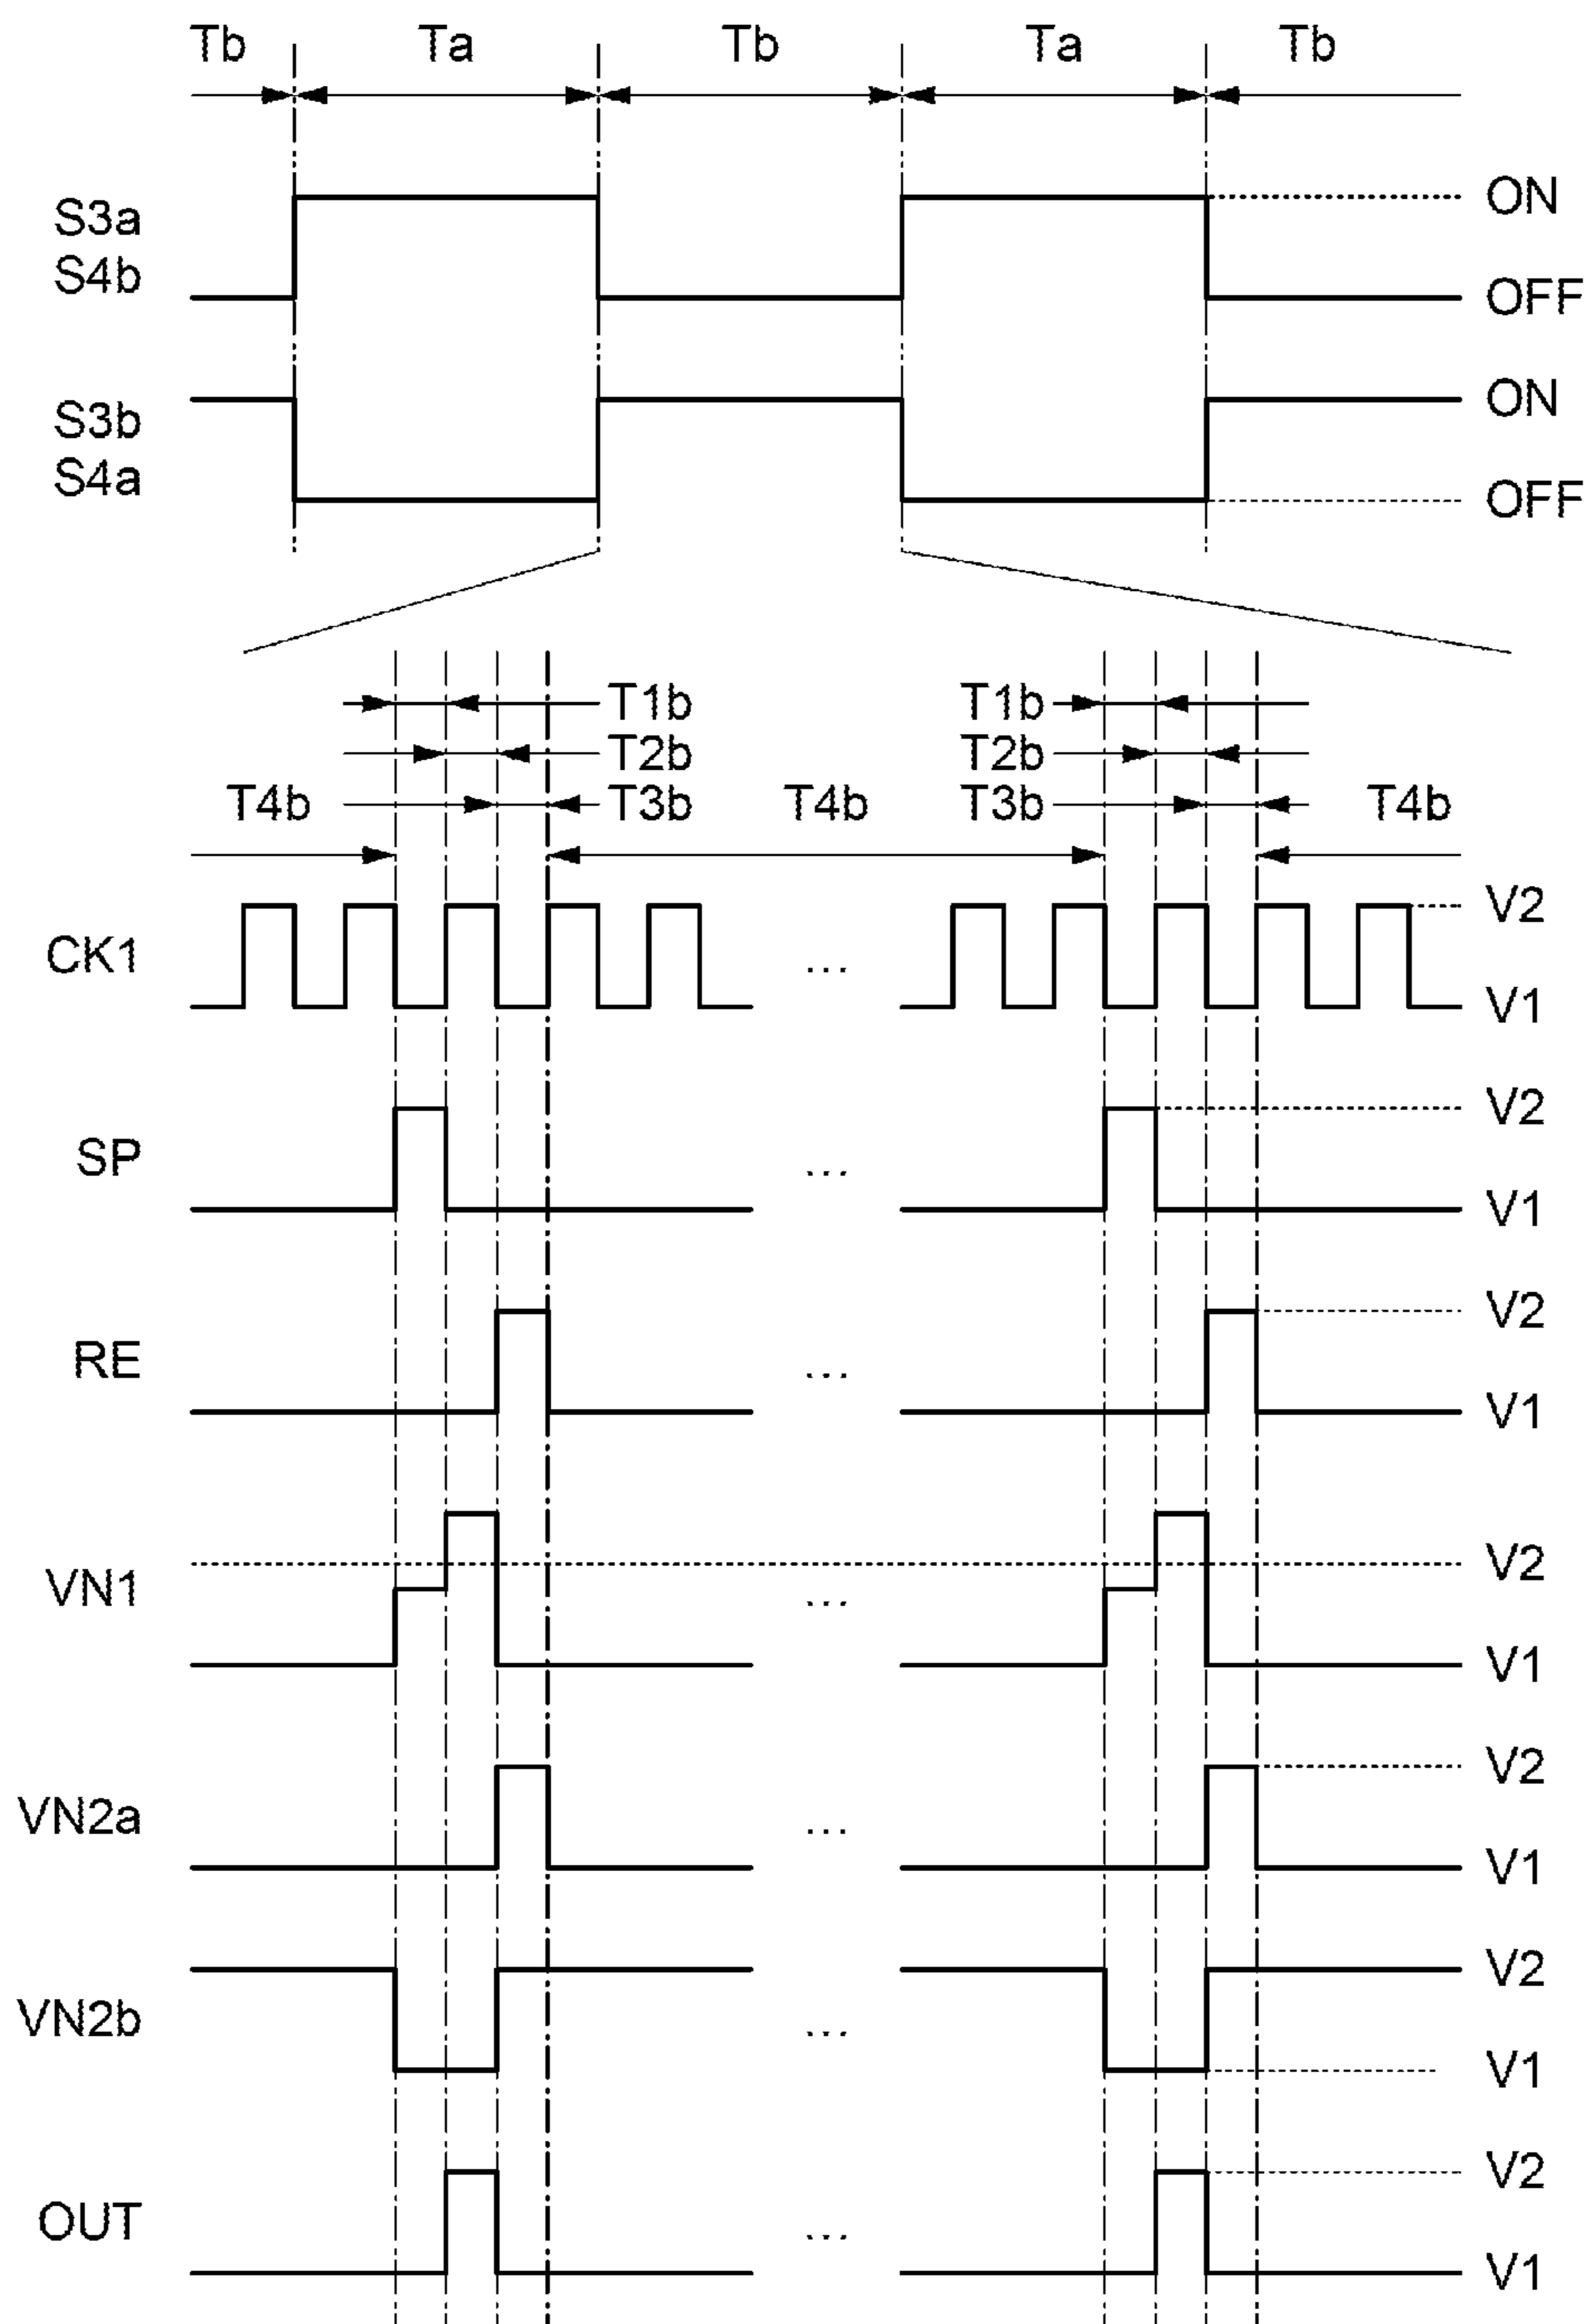 Tb Ta Tb Ta Tb
S3a ON
S4b OFF
S3b ON
S4a OFF
T1b T1b
T2b T2b
T4b T3b T4b T3b T4b
V2
CK1 ...
V1
V2
SP ...
V1
V2
RE ...
V1
V2
VN1 ...
V1
V2
VN2a ...
V1
V2
VN2b ...
V1
V2
OUT ...
V1